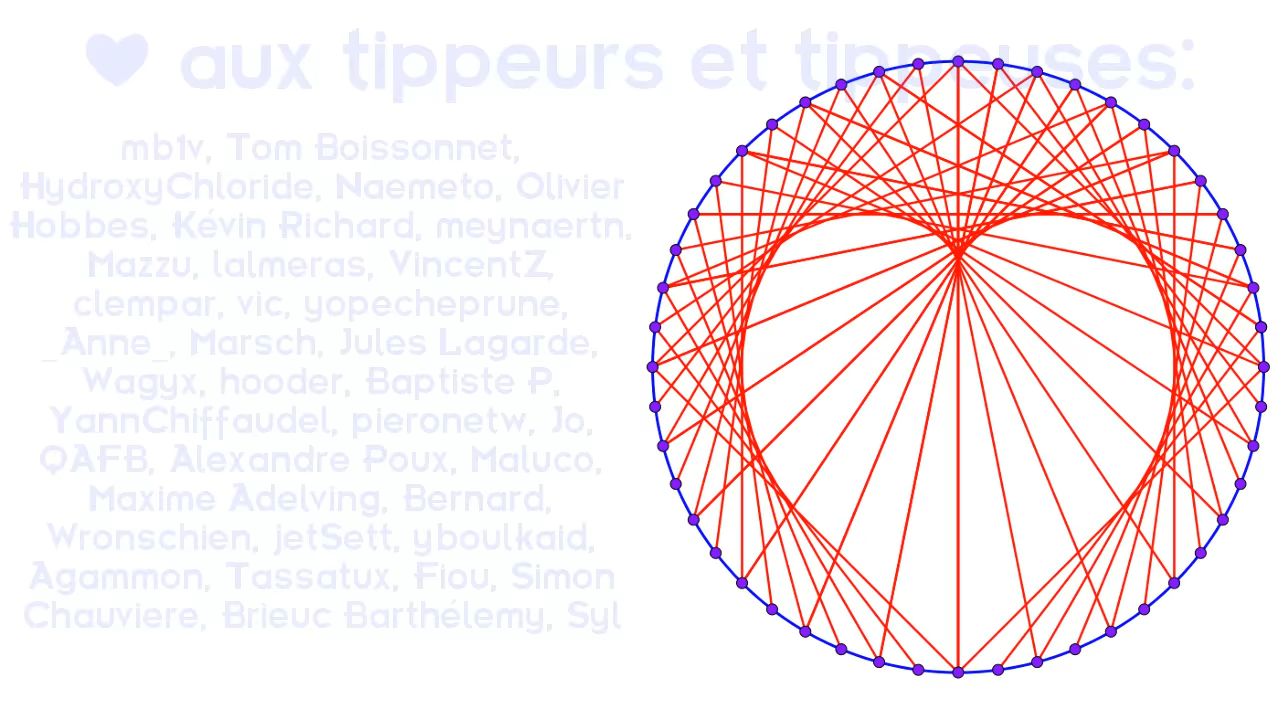 aux tippeurs et tippeuses:
mb1v, Tom Boissonnet,
HydroxyChloride, Naemeto, Olivier
Hobbes, Kévin Richard, meynaertn,
Mazzu, lalmeras, VincentZ,
clempar, vic, yopecheprune,
_Anne_, Marsch, Jules Lagarde,
Wagyx, hooder, Baptiste P,
YannChiffaudel, pieronaww, Jo,
QAFB, Alexandre Poux, Maluco,
Maxime Adelving, Bernard,
Wronschien, jetSett, yboulkaid,
Agammon, Tassatux, Fiou, Simon
Chauviere, Brieuc Barthélemy, Syl